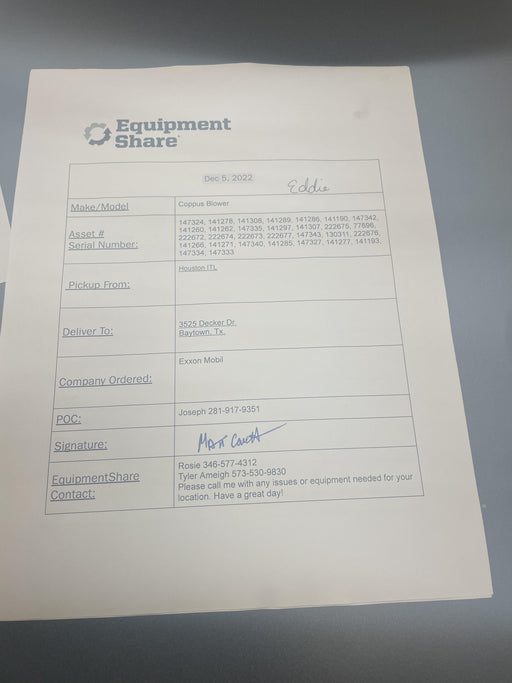 Equipment
Share
Dec 5, 2022
Eddie
Make/Model
Coppus Blower
Asset #
Serial Number:
147324, 141278, 141308, 141289, 141286, 141190, 147342,
141260, 141262, 147335, 141297, 141307, 222675, 77696,
222672, 222674, 222673, 222677, 147343, 130311, 222676,
141266, 141271, 147340, 141265, 147327, 141277, 141193,
147334, 147333
Pickup From:
Houston ITL
Deliver To:
3525 Decker Dr.
Baytown, Tx.
Company Ordered:
Exxon Mobil
POC:
Joseph 281-917-9351
Signature:
Matt
EquipmentShare
Contact:
Rosie 346-577-4312
Tyler Ameigh 573-530-9830
Please call me with any issues or equipment needed for your
location. Have a great day!